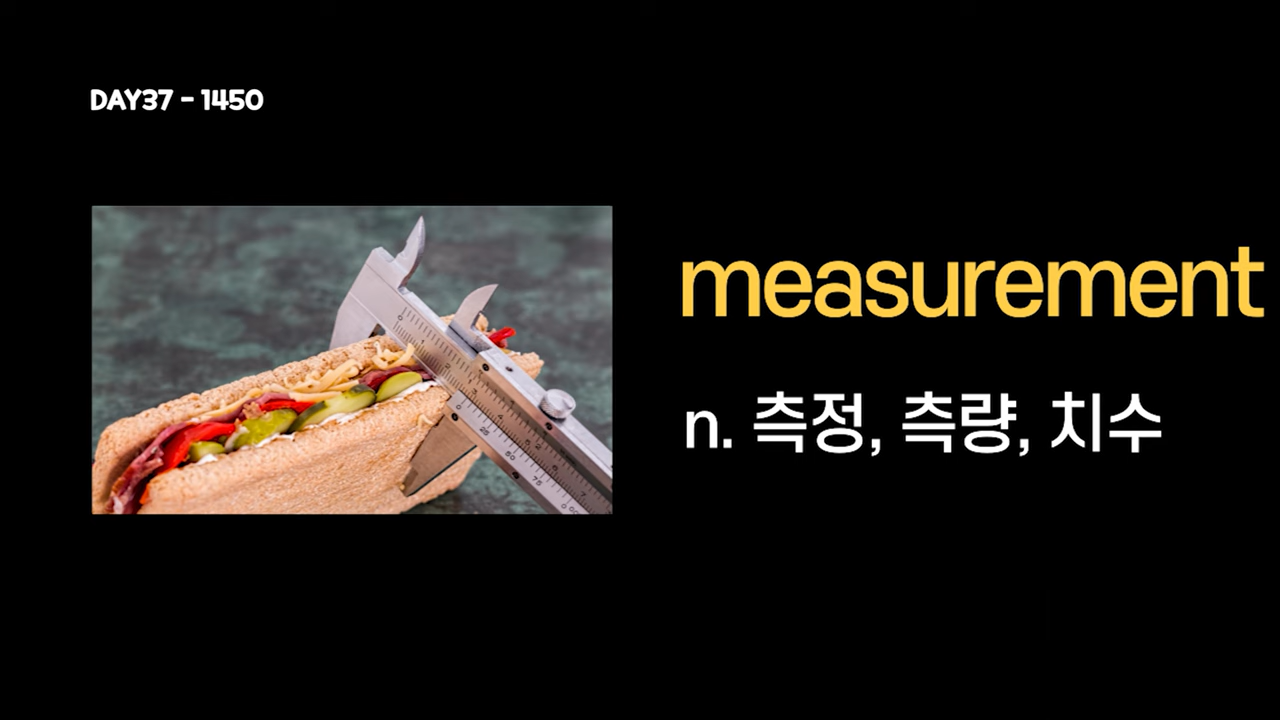 DAY37 - 1450
measurement
n. 측정, 측량, 치수